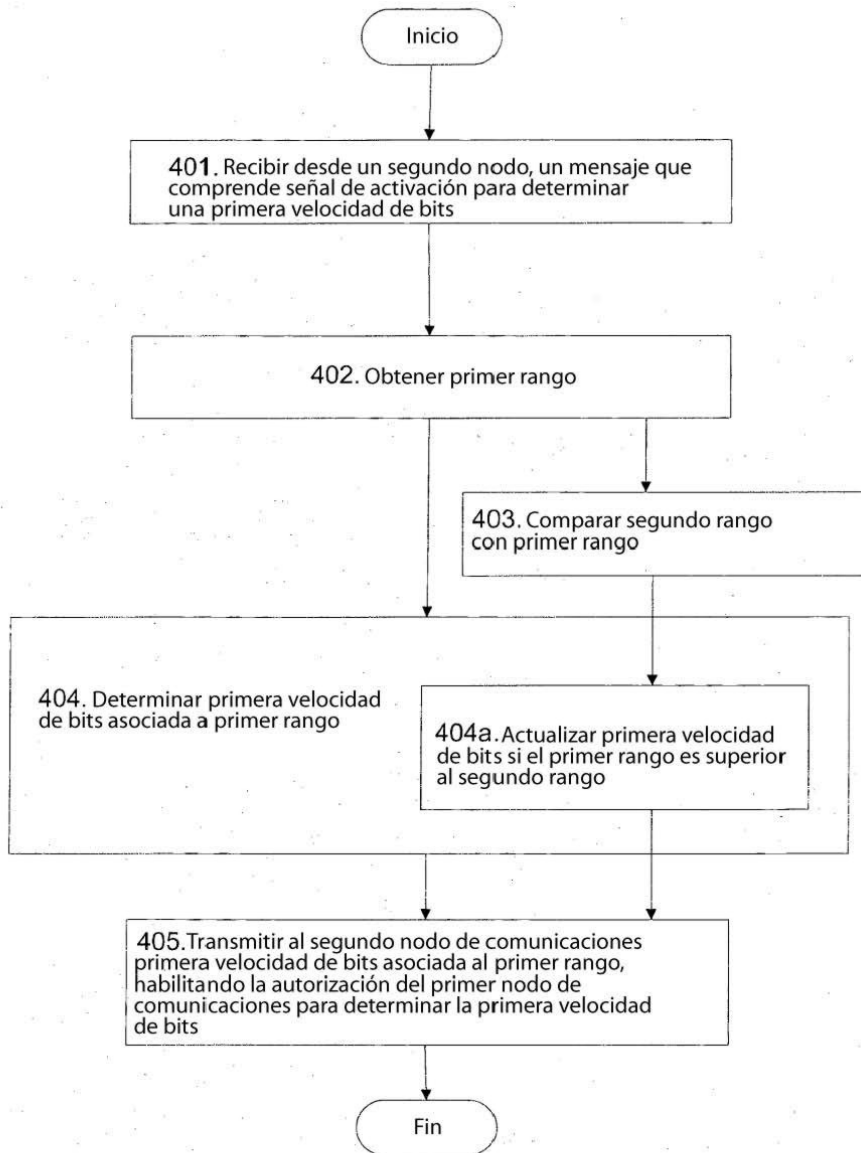 Inicio
401. Recibir desde un segundo nodo, un mensaje que
comprende señal de activación para determinar
una primera velocidad de bits
402. Obtener primer rango
403. Comparar segundo rango
con primer rango
404. Determinar primera velocidad
de bits asociada a primer rango
404a. Actualizar primera velocidad
de bits si el primer rango es superior
al segundo rango
405. Transmitir al segundo nodo de comunicaciones
primera velocidad de bits asociada al primer rango,
habilitando la autorización del primer nodo de
comunicaciones para determinar la primera velocidad
de bits
Fin